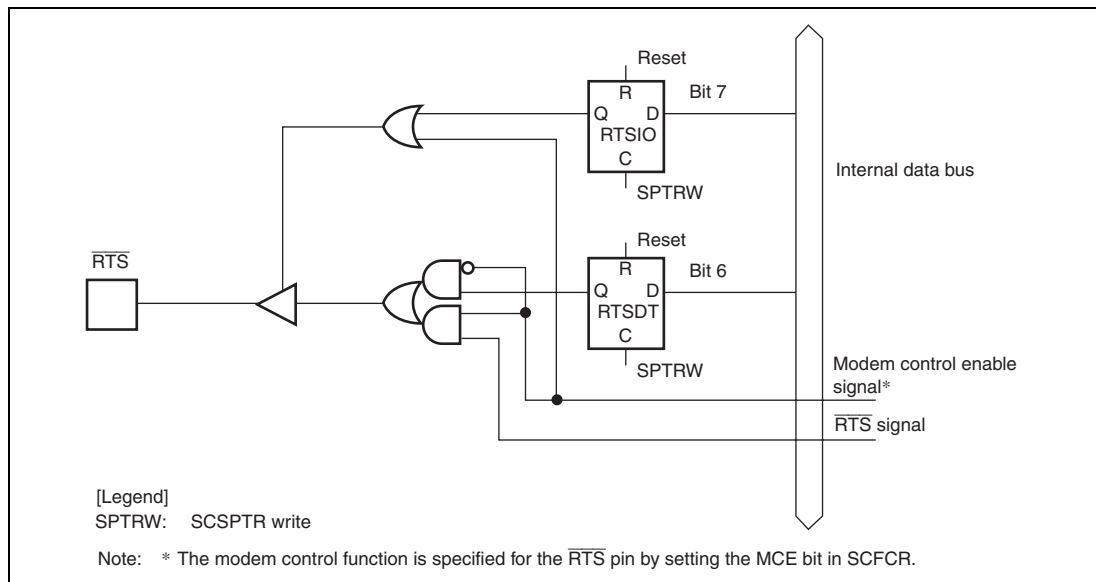 Reset
R
Bit 7
Q D
RTSIO
C
SPTRW
Internal data bus
Reset
R
Bit 6
RTS
Q D
RTSDT
C
SPTRW
Modem control enable
signal*
RTS signal
[Legend]
SPTRW: SCSPTR write
Note: * The modem control function is specified for the RTS pin by setting the MCE bit in SCFCR.